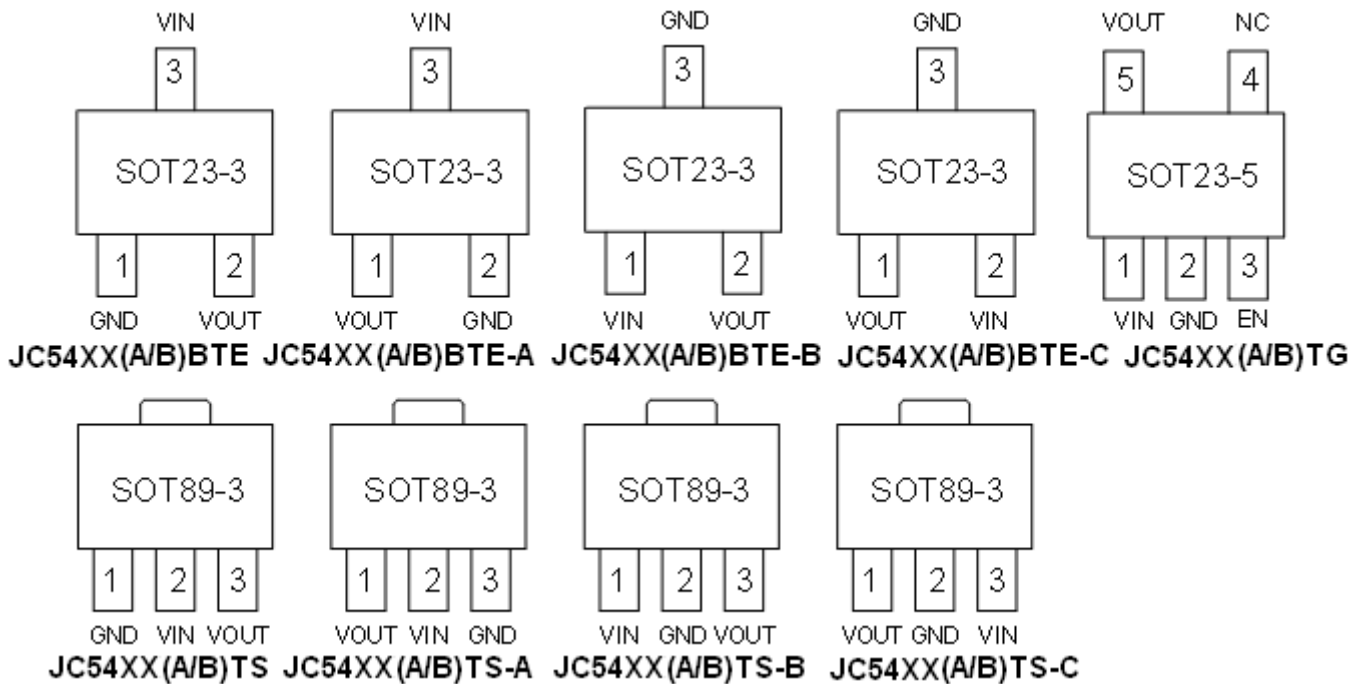 VIN VIN GND GND VOUT NC
3 3 3 3 5 4
SOT23-3 SOT23-3 SOT23-3 SOT23-3 SOT23-5
1 2 1 2 1 2 1 2 1 2 3
GND VOUT VOUT GND VIN VOUT VOUT VIN VIN GND EN
JC54XX(A/B)BTE JC54XX(A/B)BTE-A JC54XX(A/B)BTE-B JC54XX(A/B)BTE-C JC54XX(A/B)TG
SOT89-3 SOT89-3 SOT89-3 SOT89-3
1 2 3 1 2 3 1 2 3 1 2 3
GND VIN VOUT VOUT VIN GND VIN GND VOUT VOUT GND VIN
JC54XX(A/B)TS JC54XX(A/B)TS-A JC54XX(A/B)TS-B JC54XX(A/B)TS-C